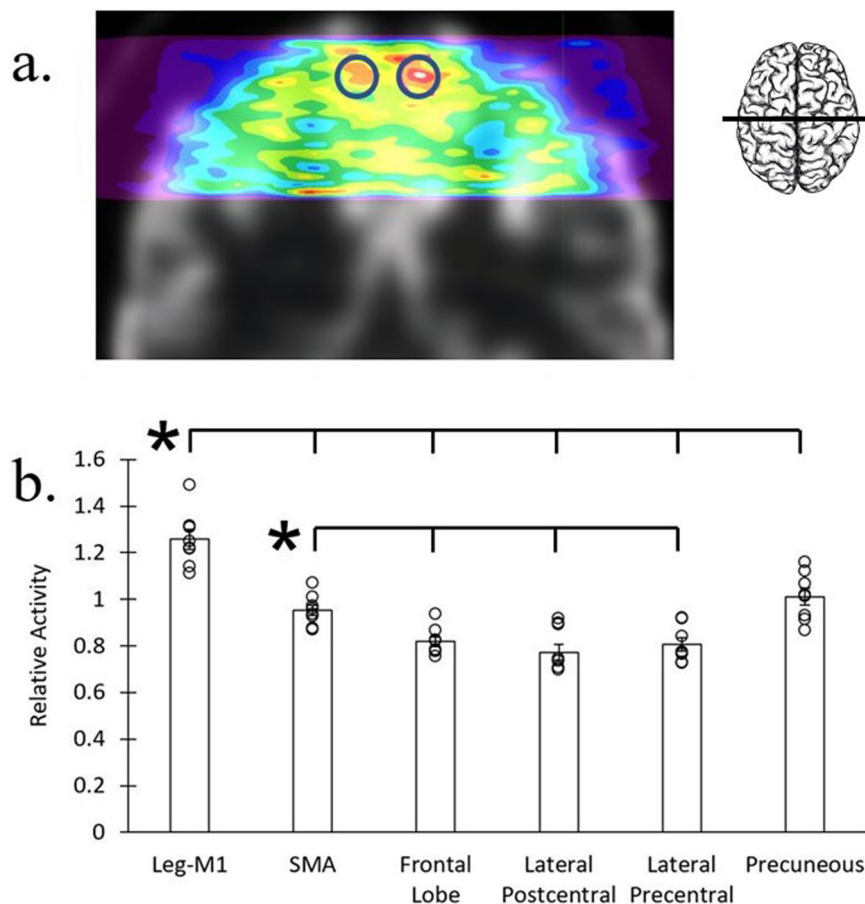 a.
b.
*
*
1.6
1.4
1.2
1
0.8
0.6
0.4
0.2
0
Relative Activity
Leg-M1
SMA
Frontal
Lobe
Lateral
Postcentral
Lateral
Precentral
Precuneous